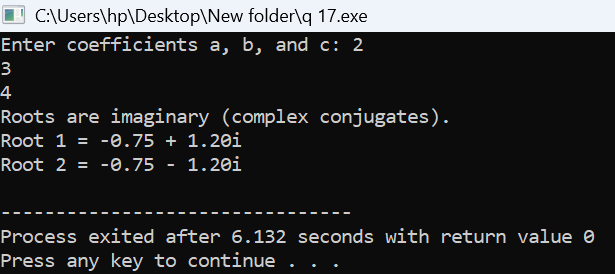 C:\Users\hp\Desktop\New folder\q 17.exe
Enter coefficients a, b, and c: 2
3
4
Roots are imaginary (complex conjugates).
Root 1 = -0.75 + 1.20i
Root 2 = -0.75 - 1.20i
--------------------------------
Process exited after 6.132 seconds with return value 0
Press any key to continue . . .